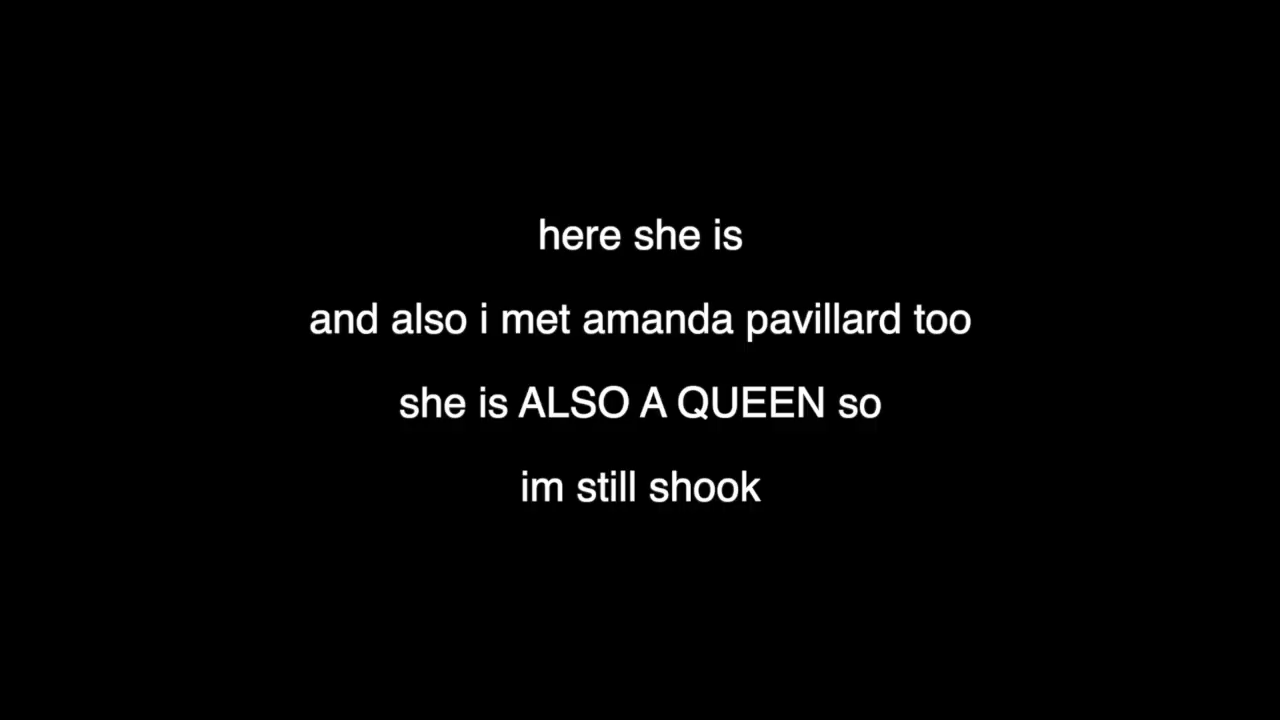 here she is
and also i met amanda pavillard too
she is ALSO A QUEEN so
im still shook